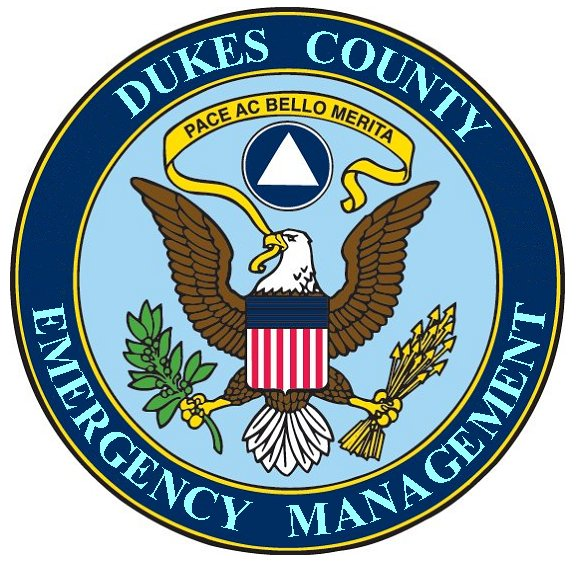 DUKES COUNTY
PACE AC BELLO MERITA
EMERGENCY MANAGEMENT